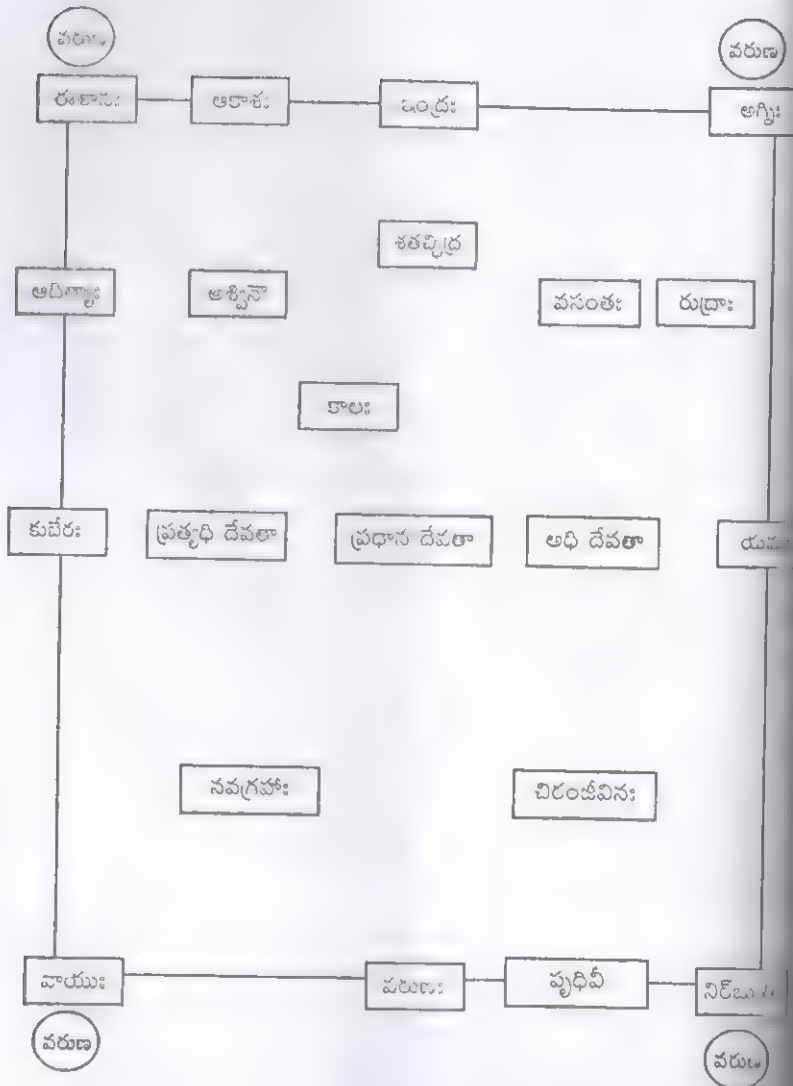 వరుణ
వరుణ
ఈశానః
ఆకాశః
ఇంద్రః
అగ్నిః
శతచ్ఛిద్ర
ఆదిత్యాః
అశ్వినౌ
వసంతః
రుద్రాః
కాలః
కుబేరః
ప్రత్యధి దేవతా
ప్రధాన దేవతా
అధి దేవతా
నవగ్రహాః
చిరంజీవినః
వాయుః
వరుణః
పృథివీ
వరుణ
వరుణ